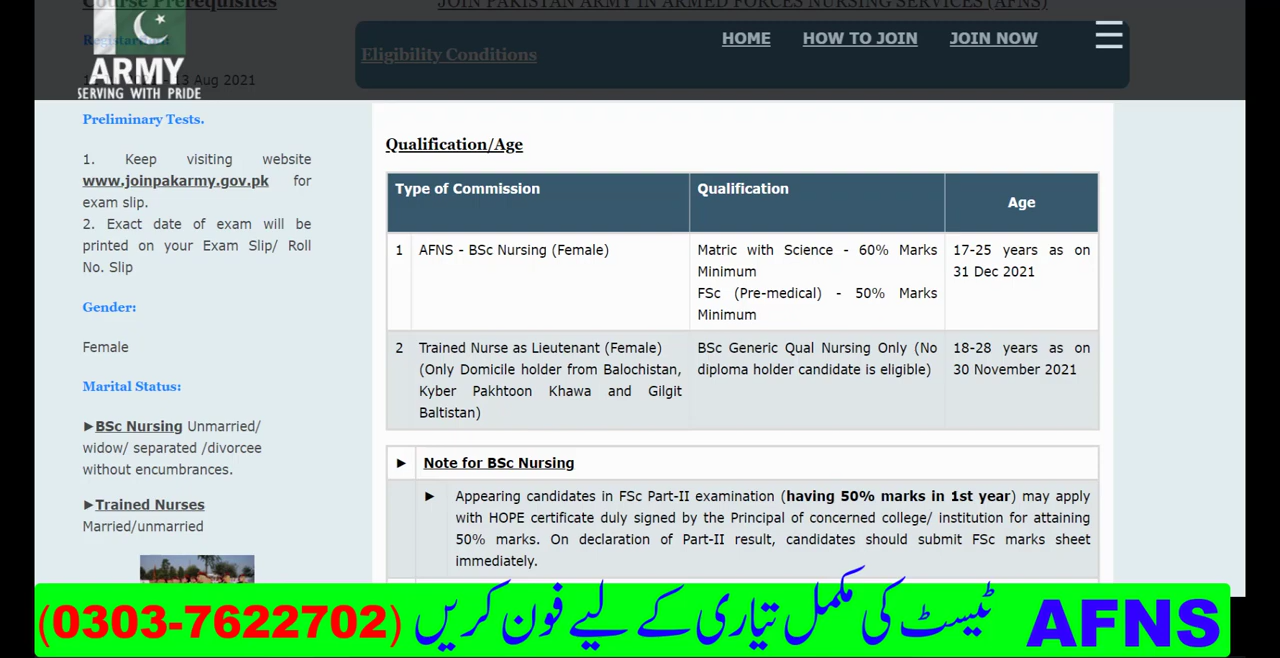 Course Prerequisites
JOIN PAKISTAN ARMY IN ARMED FORCES NURSING SERVICES (AFNS)
HOME
HOW TO JOIN
JOIN NOW
Eligibility Conditions
13 Aug 2021
ARMY
SERVING WITH PRIDE
Preliminary Tests.
1. Keep visiting website
www.joinpakarmy.gov.pk for
exam slip.
2. Exact date of exam will be
printed on your Exam Slip/ Roll
No. Slip
Gender:
Female
Marital Status:
►BSc Nursing Unmarried/
widow/ separated /divorcee
without encumbrances.
►Trained Nurses
Married/unmarried
Qualification/Age
Type of Commission
Qualification
Age
1
AFNS - BSc Nursing (Female)
Matric with Science - 60% Marks
Minimum
FSc (Pre-medical) - 50% Marks
Minimum
17-25 years as on
31 Dec 2021
2
Trained Nurse as Lieutenant (Female)
(Only Domicile holder from Balochistan,
Kyber Pakhtoon Khawa and Gilgit
Baltistan)
BSc Generic Qual Nursing Only (No
diploma holder candidate is eligible)
18-28 years as on
30 November 2021
► Note for BSc Nursing
► Appearing candidates in FSc Part-II examination (having 50% marks in 1st year) may apply
with HOPE certificate duly signed by the Principal of concerned college/ institution for attaining
50% marks. On declaration of Part-II result, candidates should submit FSc marks sheet
immediately.
AFNS ٹیسٹ کی مکمل تیاری کے لیے فون کریں (0303-7622702)